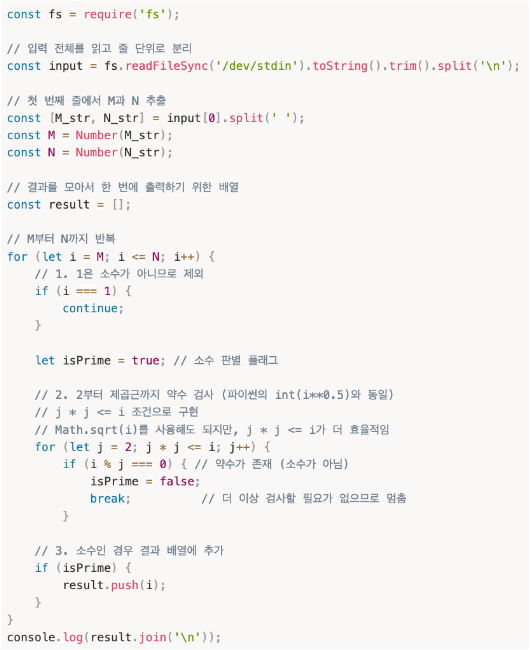 const fs = require('fs');
// 입력 전체를 읽고 줄 단위로 분리
const input = fs.readFileSync('/dev/stdin').toString().trim().split('\n');
// 첫 번째 줄에서 M과 N 추출
const [M_str, N_str] = input[0].split(' ');
const M = Number(M_str);
const N = Number(N_str);
// 결과를 모아서 한 번에 출력하기 위한 배열
const result = [];
// M부터 N까지 반복
for (let i = M; i <= N; i++) {
    // 1. 1은 소수가 아니므로 제외
    if (i === 1) {
        continue;
    }
    let isPrime = true; // 소수 판별 플래그
    // 2. 2부터 제곱근까지 약수 검사 (파이썬의 int(i**0.5)와 동일)
    // j * j <= i 조건으로 구현
    // Math.sqrt(i)를 사용해도 되지만, j * j <= i가 더 효율적임
    for (let j = 2; j * j <= i; j++) {
        if (i % j === 0) { // 약수가 존재 (소수가 아님)
            isPrime = false;
            break;          // 더 이상 검사할 필요가 없으므로 멈춤
        }
    // 3. 소수인 경우 결과 배열에 추가
    if (isPrime) {
        result.push(i);
    }
}
console.log(result.join('\n'));